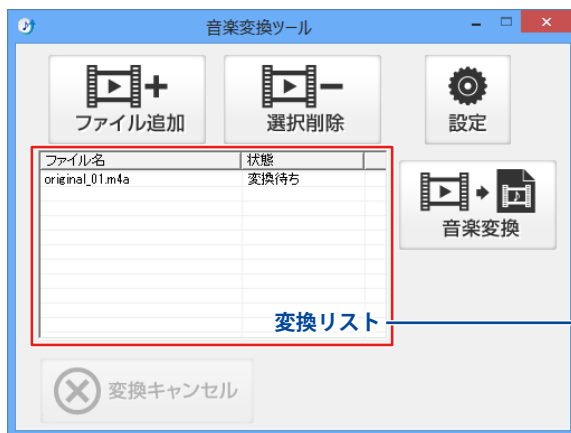 音楽変換ツール
ファイル追加
選択削除
設定
ファイル名 状態
original_01.m4a 変換待ち
音楽変換
変換リスト
変換キャンセル